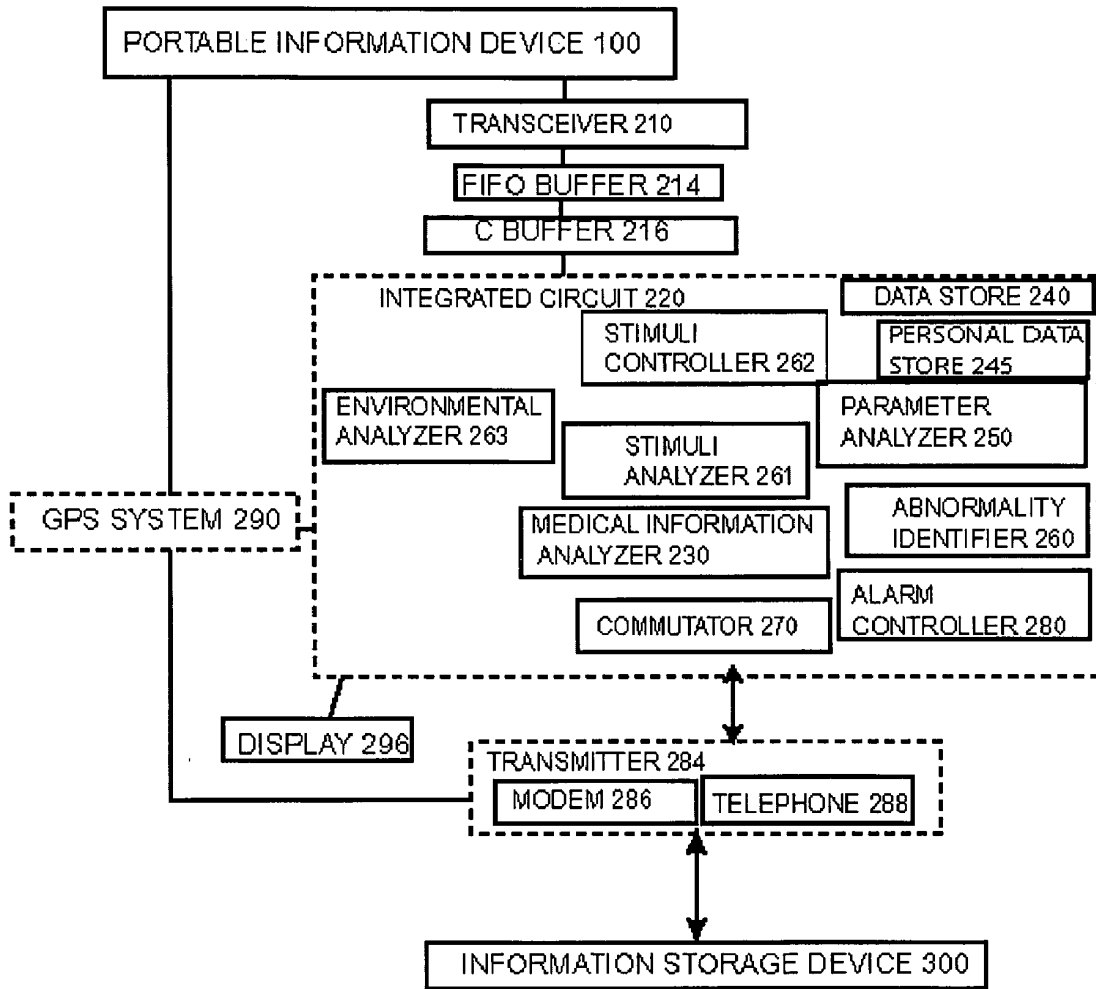 PORTABLE INFORMATION DEVICE 100
TRANSCEIVER 210
FIFO BUFFER 214
C BUFFER 216
INTEGRATED CIRCUIT 220
DATA STORE 240
STIMULI
CONTROLLER 262
PERSONAL DATA
STORE 245
ENVIRONMENTAL
ANALYZER 263
PARAMETER
ANALYZER 250
STIMULI
ANALYZER 261
GPS SYSTEM 290
MEDICAL INFORMATION
ANALYZER 230
ABNORMALITY
IDENTIFIER 260
COMMUTATOR 270
ALARM
CONTROLLER 280
DISPLAY 296
TRANSMITTER 284
MODEM 286
TELEPHONE 288
INFORMATION STORAGE DEVICE 300